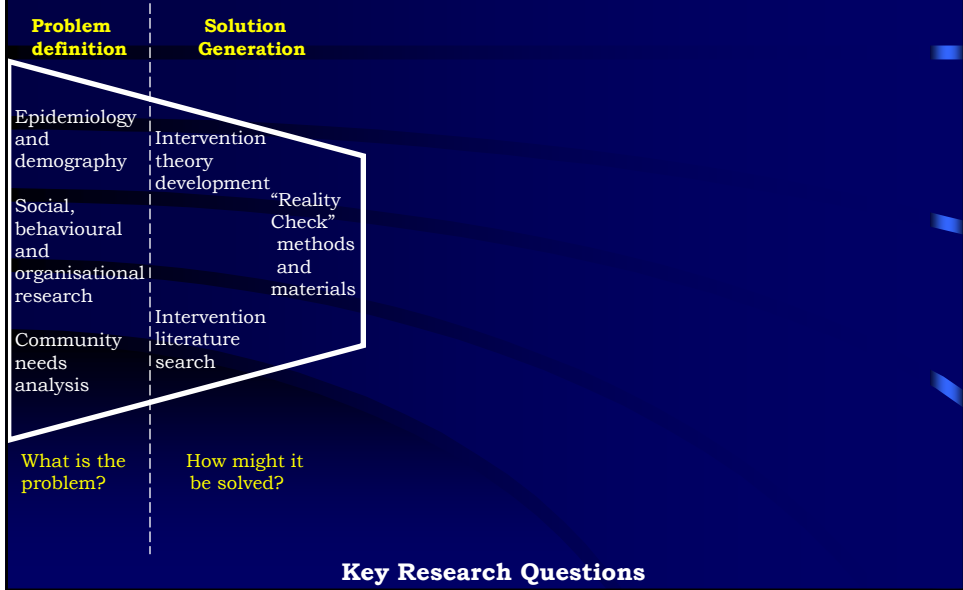 Problem
definition
Solution
Generation
Epidemiology
and
demography
Social,
behavioural
and
organisational
research
Community
needs
analysis
Intervention
theory
development
Intervention
literature
search
“Reality
Check”
methods
and
materials
What is the
problem?
How might it
be solved?
Key Research Questions